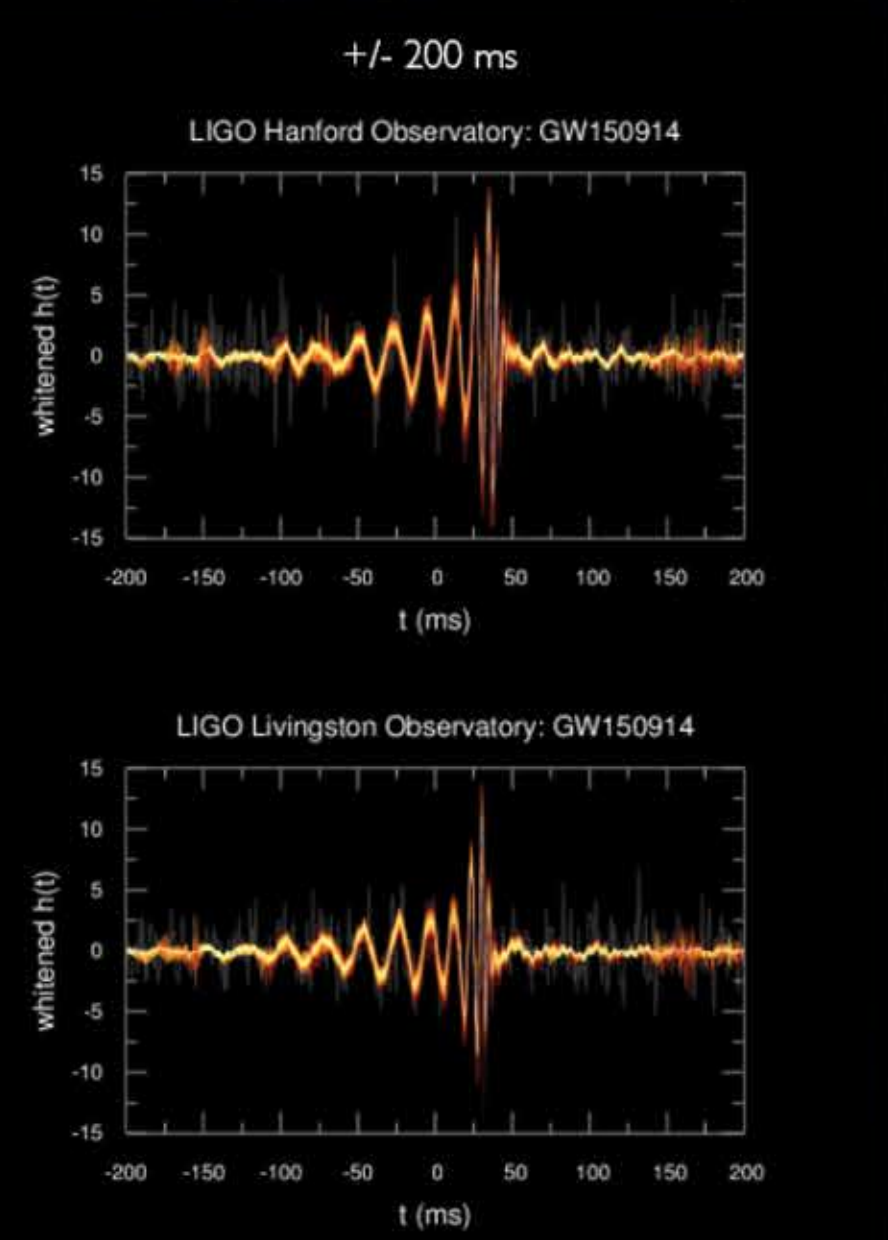 +/- 200 ms
LIGO Hanford Observatory: GW150914
15
10
5
0
-5
-10
-15
whitened h(t)
-200 -150 -100 -50 0 50 100 150 200
t (ms)
LIGO Livingston Observatory: GW150914
15
10
5
0
-5
-10
-15
whitened h(t)
-200 -150 -100 -50 0 50 100 150 200
t (ms)